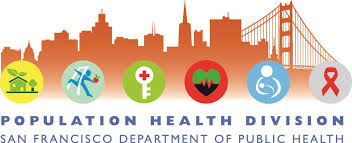 POPULATION HEALTH DIVISION
SAN FRANCISCO DEPARTMENT OF PUBLIC HEALTH